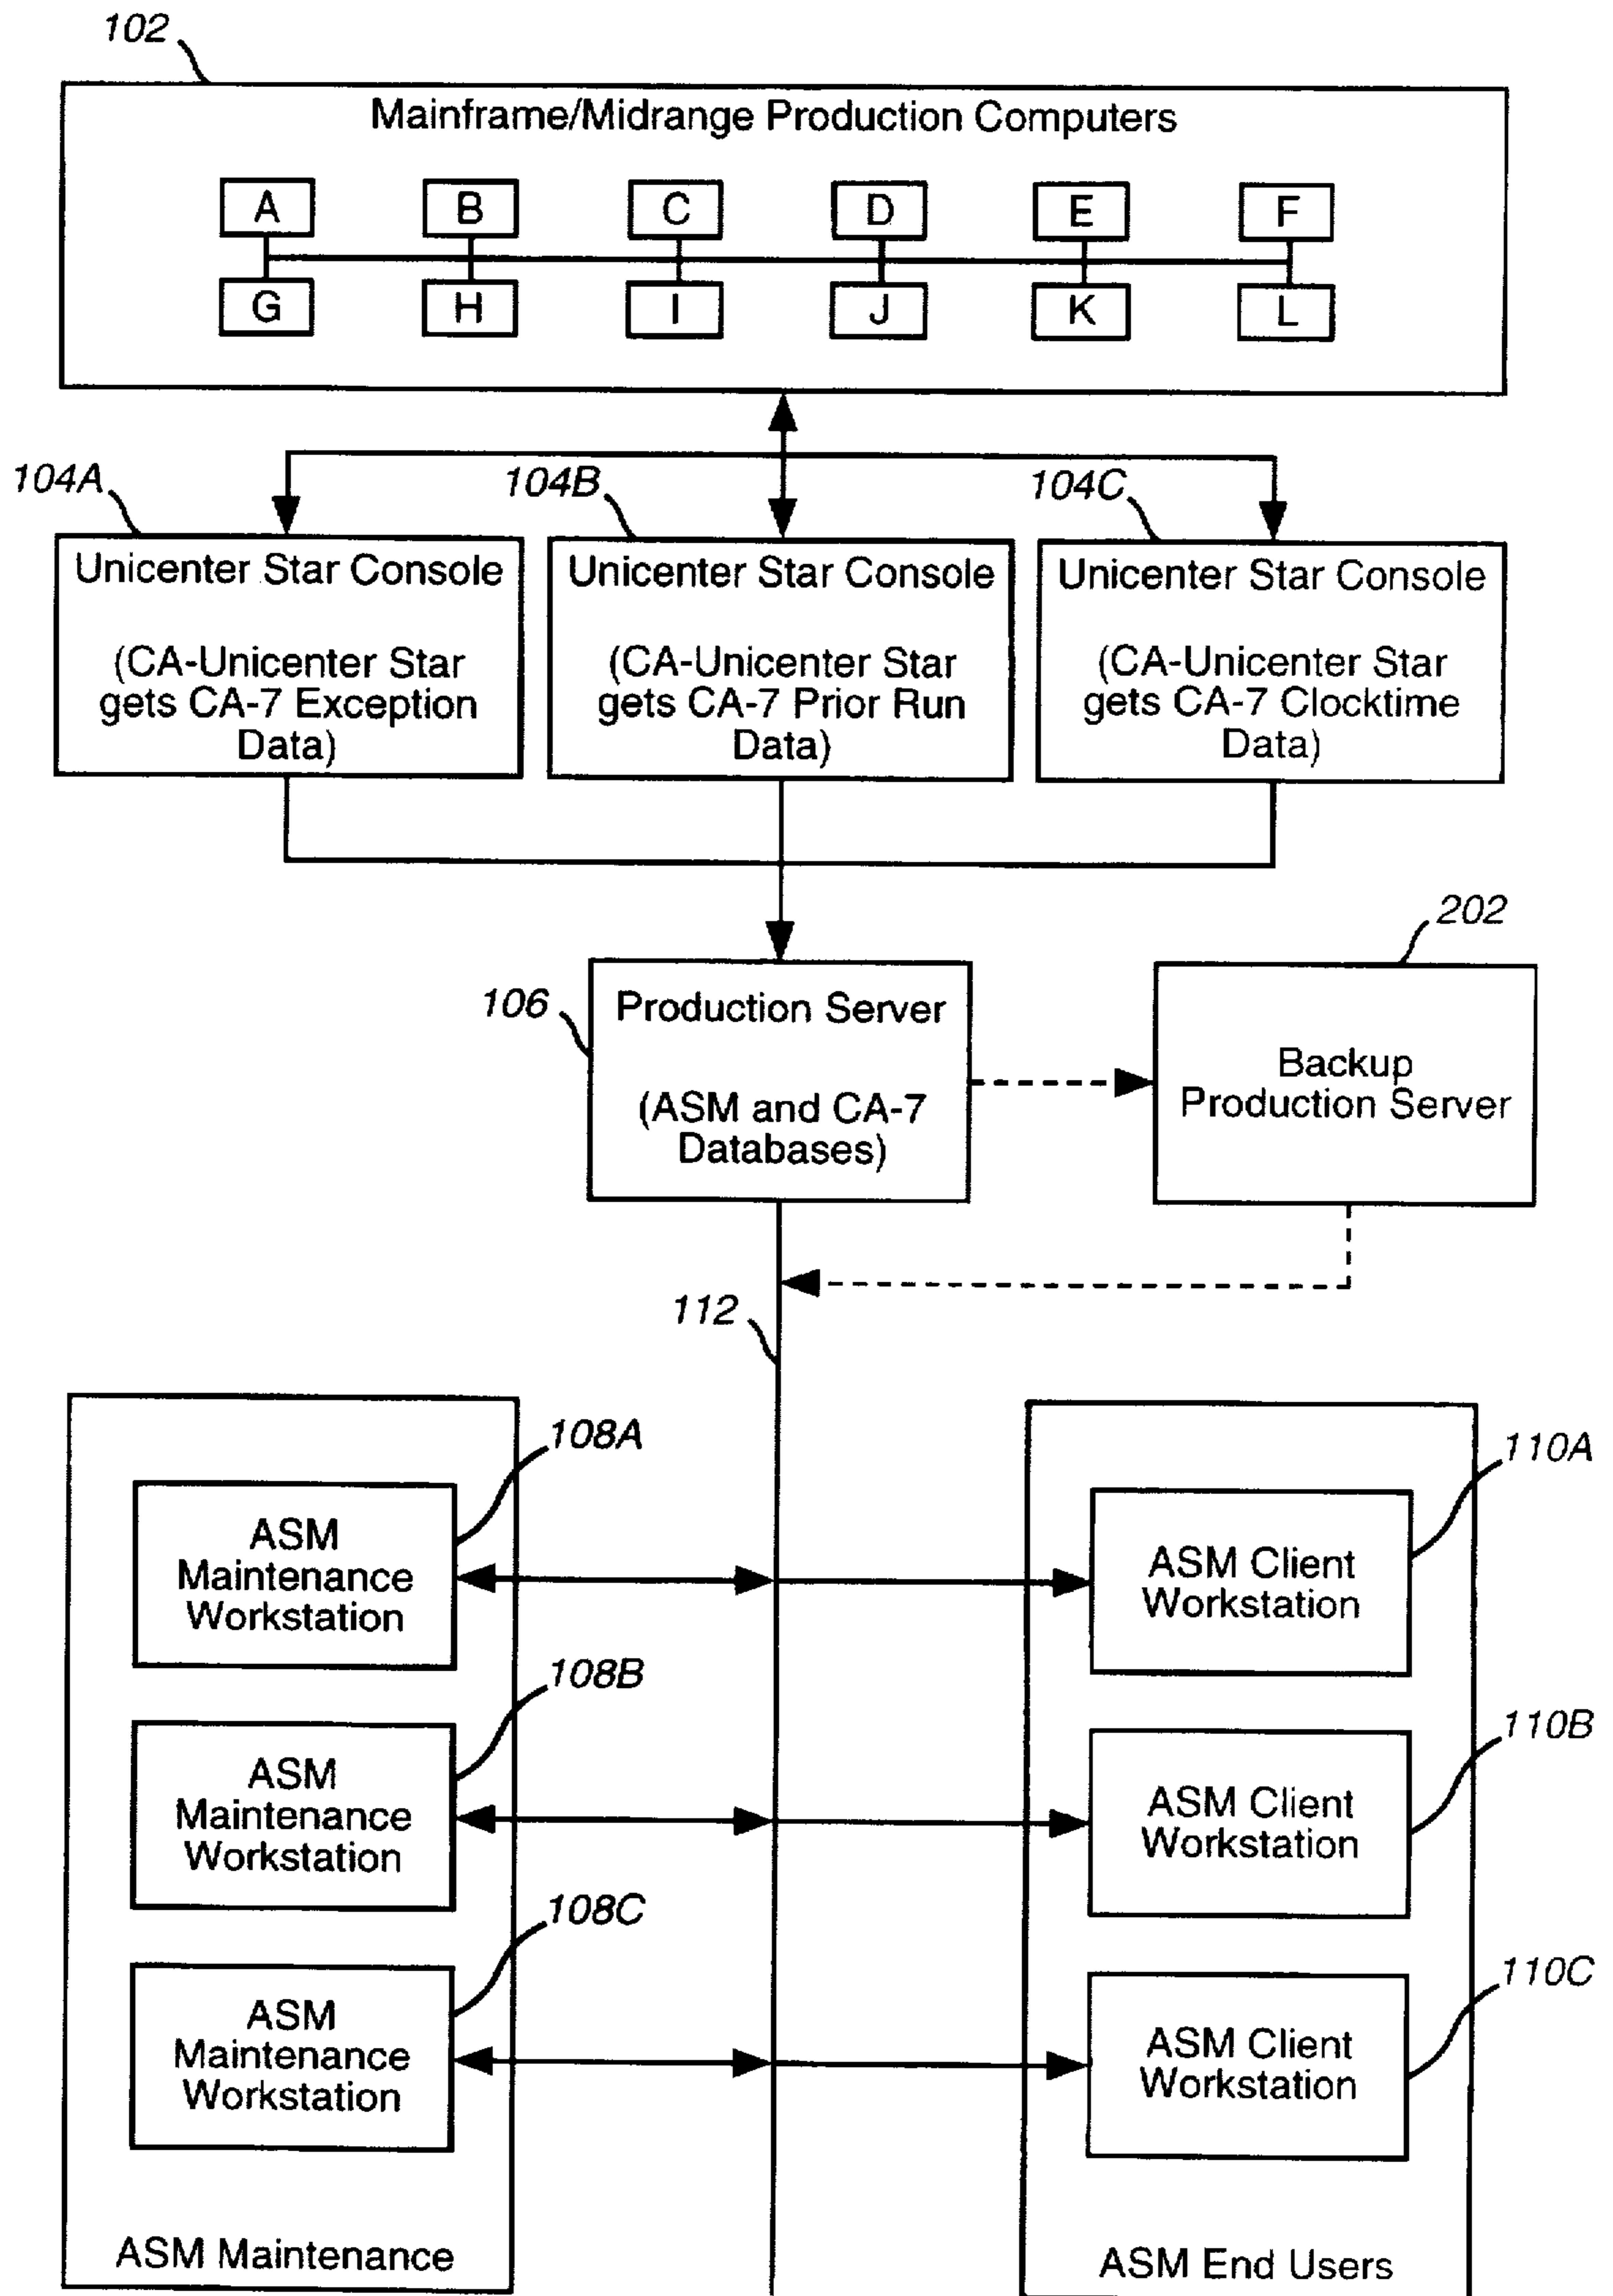 102
Mainframe/Midrange Production Computers
A B C D E F
G H I J K L
104A
104B
104C
Unicenter Star Console
(CA-Unicenter Star
gets CA-7 Exception
Data)
Unicenter Star Console
(CA-Unicenter Star
gets CA-7 Prior Run
Data)
Unicenter Star Console
(CA-Unicenter Star
gets CA-7 Clocktime
Data)
202
106
Production Server
(ASM and CA-7
Databases)
Backup
Production Server
112
108A
ASM
Maintenance
Workstation
110A
ASM Client
Workstation
108B
ASM
Maintenance
Workstation
110B
ASM Client
Workstation
108C
ASM
Maintenance
Workstation
110C
ASM Client
Workstation
ASM Maintenance
ASM End Users